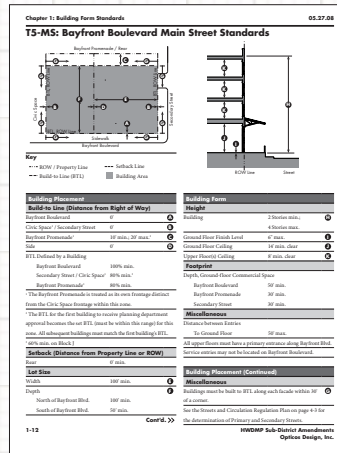 Chapter 1: Building Form Standards
05.27.08
T5-MS: Bayfront Boulevard Main Street Standards
Bayfront Promenade / Rear
Civic Space
Secondary Street
BTL, ROW line
Sidewalk
Bayfront Boulevard
ROW line
Street
Key
ROW / Property Line
Setback Line
Build-to Line (BTL)
Building Area
Building Placement
Build-to Line (Distance from Right of Way)
Bayfront Boulevard 0' A
Civic Space¹ / Secondary Street 0' B
Bayfront Promenade¹ 10' min.; 20' max.² C
Side 0' D
BTL Defined by a Building
Bayfront Boulevard 100% min.
Secondary Street / Civic Space¹ 80% min.³
Bayfront Promenade¹ 80% min.
¹ The Bayfront Promenade is treated as its own frontage distinct
from the Civic Space frontage within this zone.
² The BTL for the first building to receive planning department
approval becomes the set BTL (must be within this range) for this
zone. All subsequent buildings must match the first building's BTL.
³ 60% min. on Block J
Setback (Distance from Property Line or ROW)
Rear 0' min.
Lot Size
Width 100' min. E
Depth F
North of Bayfront Blvd. 100' min.
South of Bayfront Blvd. 50' min.
Cont'd. >>
Building Form
Height
Building 2 Stories min.; H
4 Stories max.
Ground Floor Finish Level 6" max. I
Ground Floor Ceiling 14' min. clear J
Upper Floor(s) Ceiling 8' min. clear K
Footprint
Depth, Ground-Floor Commercial Space
Bayfront Boulevard 50' min.
Bayfront Promenade 30' min.
Secondary Street 30' min.
Miscellaneous
Distance between Entries
To Ground Floor 50' max.
All upper floors must have a primary entrance along Bayfront Blvd.
Service entries may not be located on Bayfront Boulevard.
Building Placement (Continued)
Miscellaneous
Buildings must be built to BTL along each facade within 30' G
of a corner.
See the Streets and Circulation Regulation Plan on page 4-3 for
the determination of Primary and Secondary Streets.
1-12
HWDMP Sub-District Amendments
Opticos Design, Inc.